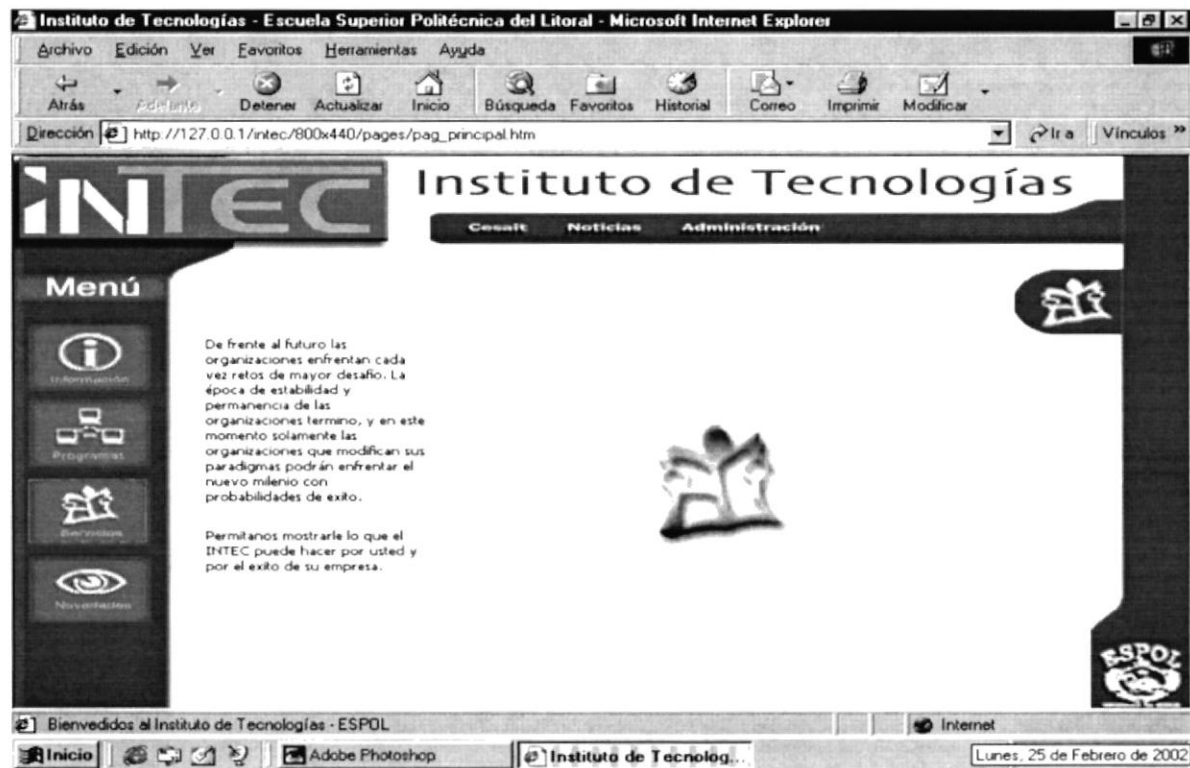 Instituto de Tecnologías - Escuela Superior Politécnica del Litoral - Microsoft Internet Explorer
Archivo Edición Ver Favoritos Herramientas Ayuda
Atrás Adelante Detener Actualizar Inicio Búsqueda Favoritos Historial Correo Imprimir Modificar
Dirección http://127.0.0.1/intec/800x440/pages/pag_principal.htm Ir a Vínculos »
INTEC
Instituto de Tecnologías
Cesait Noticias Administración
Menú
Información
Programas
Servicios
Novedades
De frente al futuro las
organizaciones enfrentan cada
vez retos de mayor desafio. La
época de estabilidad y
permanencia de las
organizaciones termino, y en este
momento solamente las
organizaciones que modifican sus
paradigmas podrán enfrentar el
nuevo milenio con
probabilidades de exito.
Permitanos mostrarle lo que el
INTEC puede hacer por usted y
por el exito de su empresa.
ESPOL
Bienvedidos al Instituto de Tecnologías - ESPOL Internet
Inicio Adobe Photoshop Instituto de Tecnolog... Lunes, 25 de Febrero de 2002